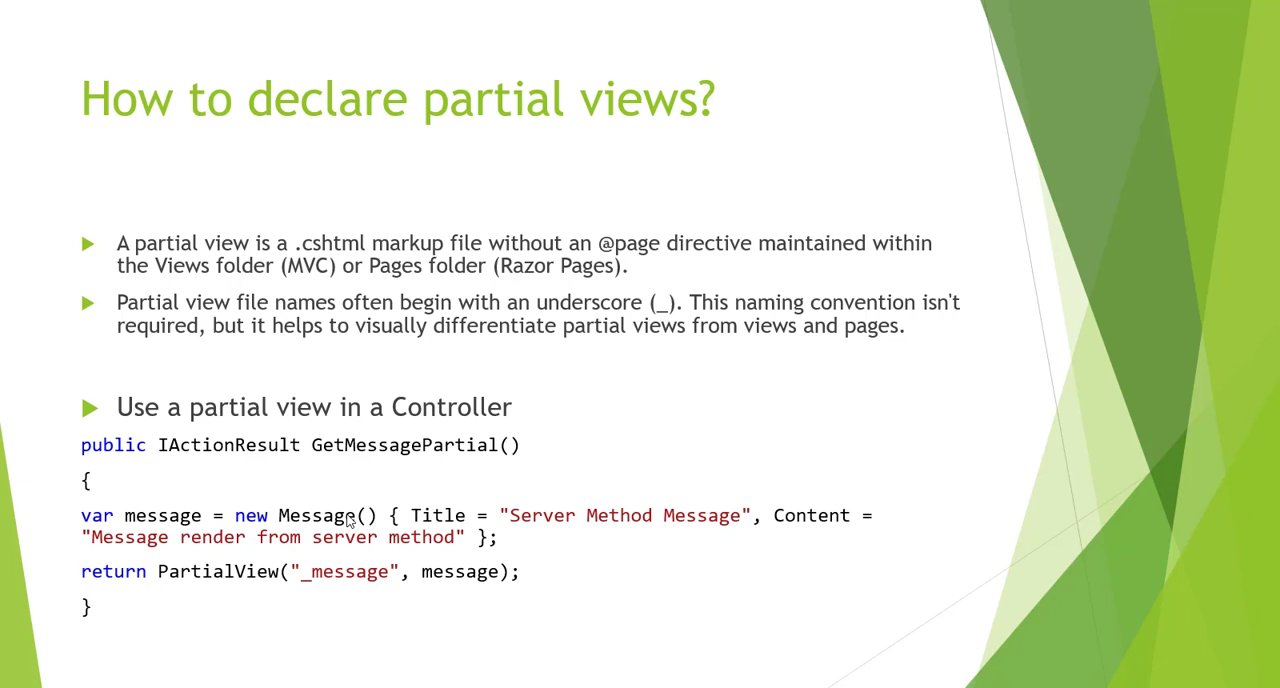 How to declare partial views?
A partial view is a .cshtml markup file without an @page directive maintained within
the Views folder (MVC) or Pages folder (Razor Pages).
Partial view file names often begin with an underscore (_). This naming convention isn't
required, but it helps to visually differentiate partial views from views and pages.
Use a partial view in a Controller
public IActionResult GetMessagePartial()
{
var message = new Message() { Title = "Server Method Message", Content =
"Message render from server method" };
return PartialView("_message", message);
}